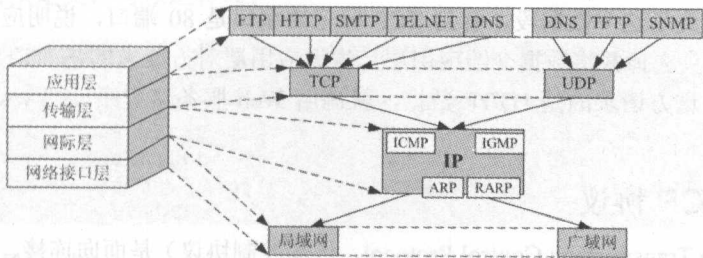 FTP HTTP SMTP TELNET DNS DNS TFTP SNMP
应用层
传输层
网际层
网络接口层
TCP
UDP
ICMP
IGMP
IP
ARP
RARP
局域网
广域网